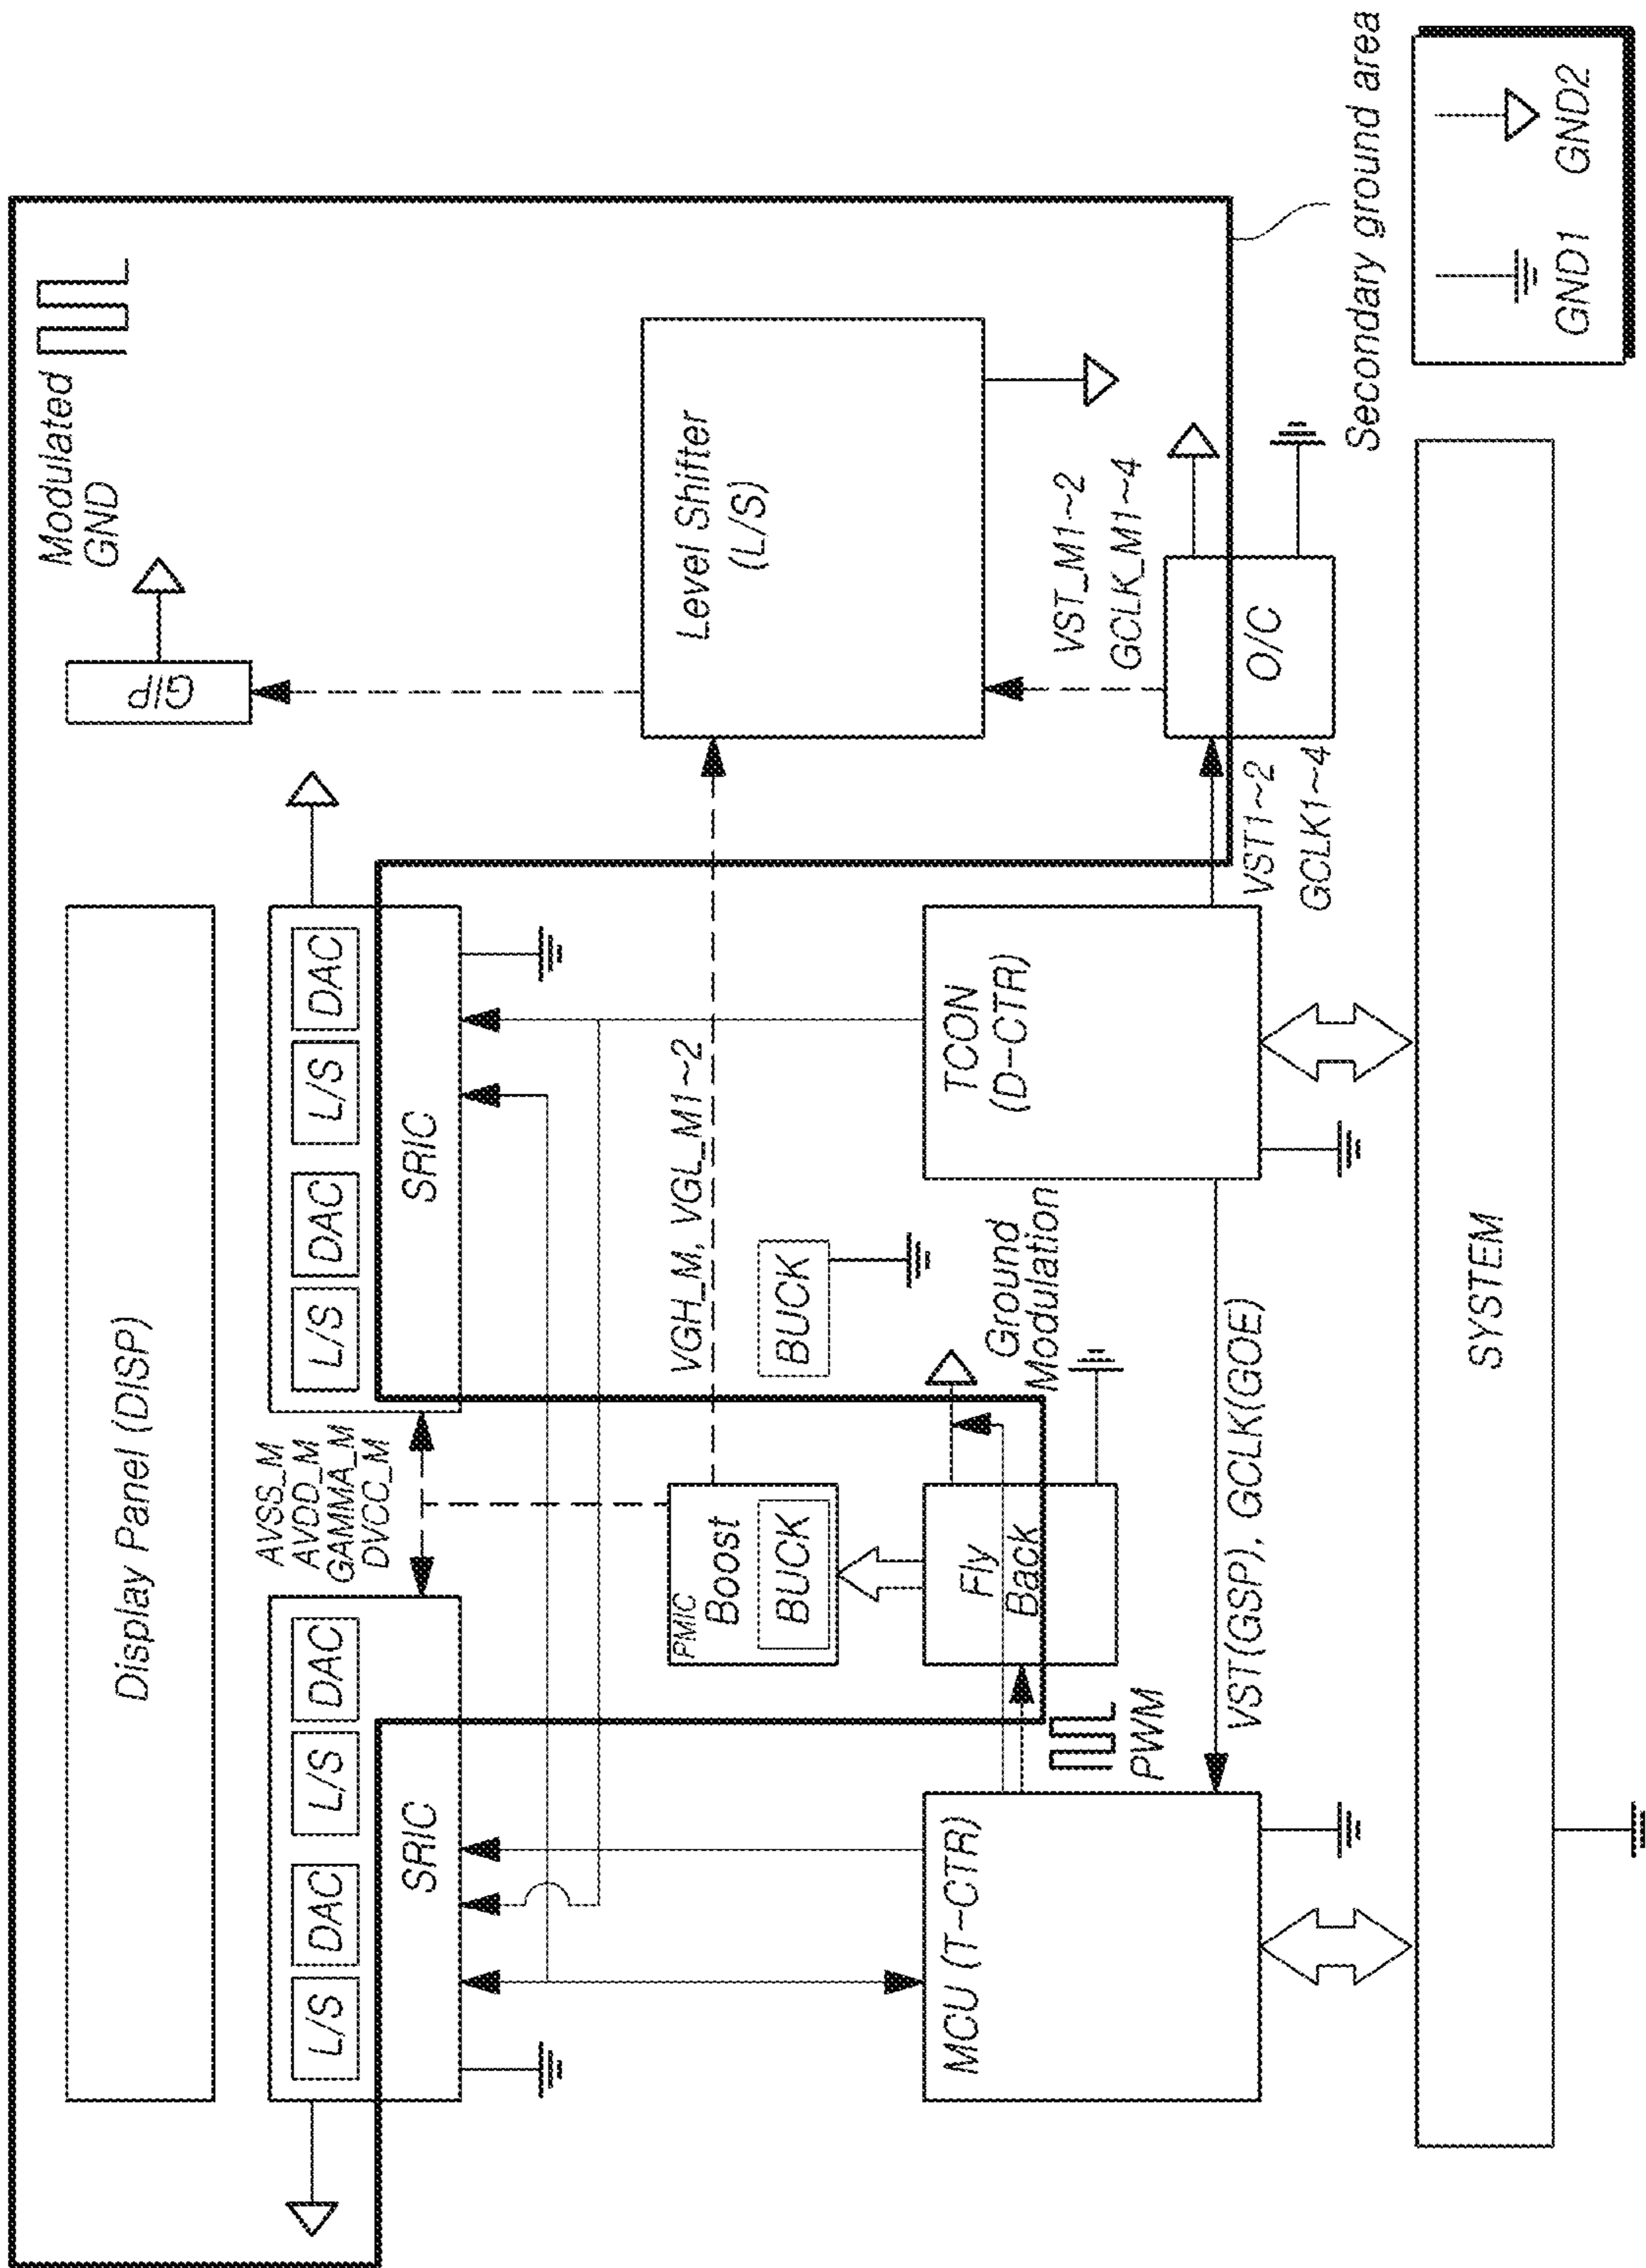 Modulated
GND
Display Panel (DISP)
GIP
AVSS_M
AVDD_M
GAMMA_M
DVCC_M
L/S
DAC
L/S
DAC
SRIC
L/S
DAC
L/S
DAC
SRIC
PMIC
Boost
BUCK
VGH_M, VGL_M1~2
BUCK
Level Shifter
(L/S)
Fly
Back
Ground
Modulation
PWM
MCU (T-CTR)
TCON
(D-CTR)
VST_M1~2
GCLK_M1~4
O/C
VST1~2
GCLK1~4
VST(GSP), GCLK(GOE)
Secondary ground area
SYSTEM
GND1
GND2